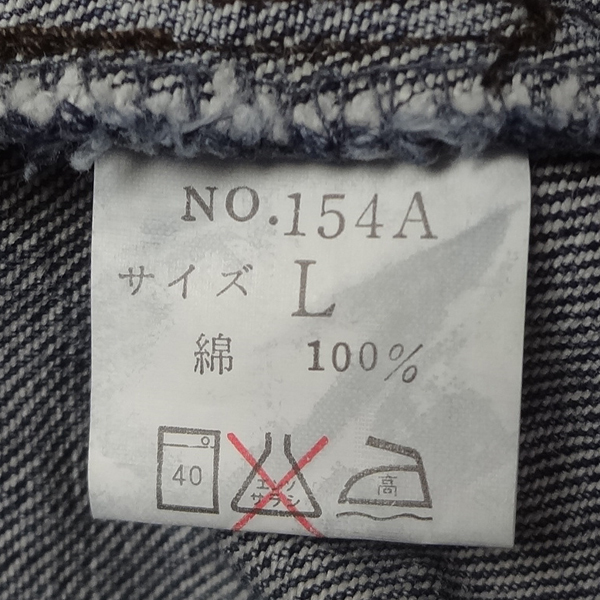 NO.154A
サイズ L
綿 100%
40 エンソ サラシ 高